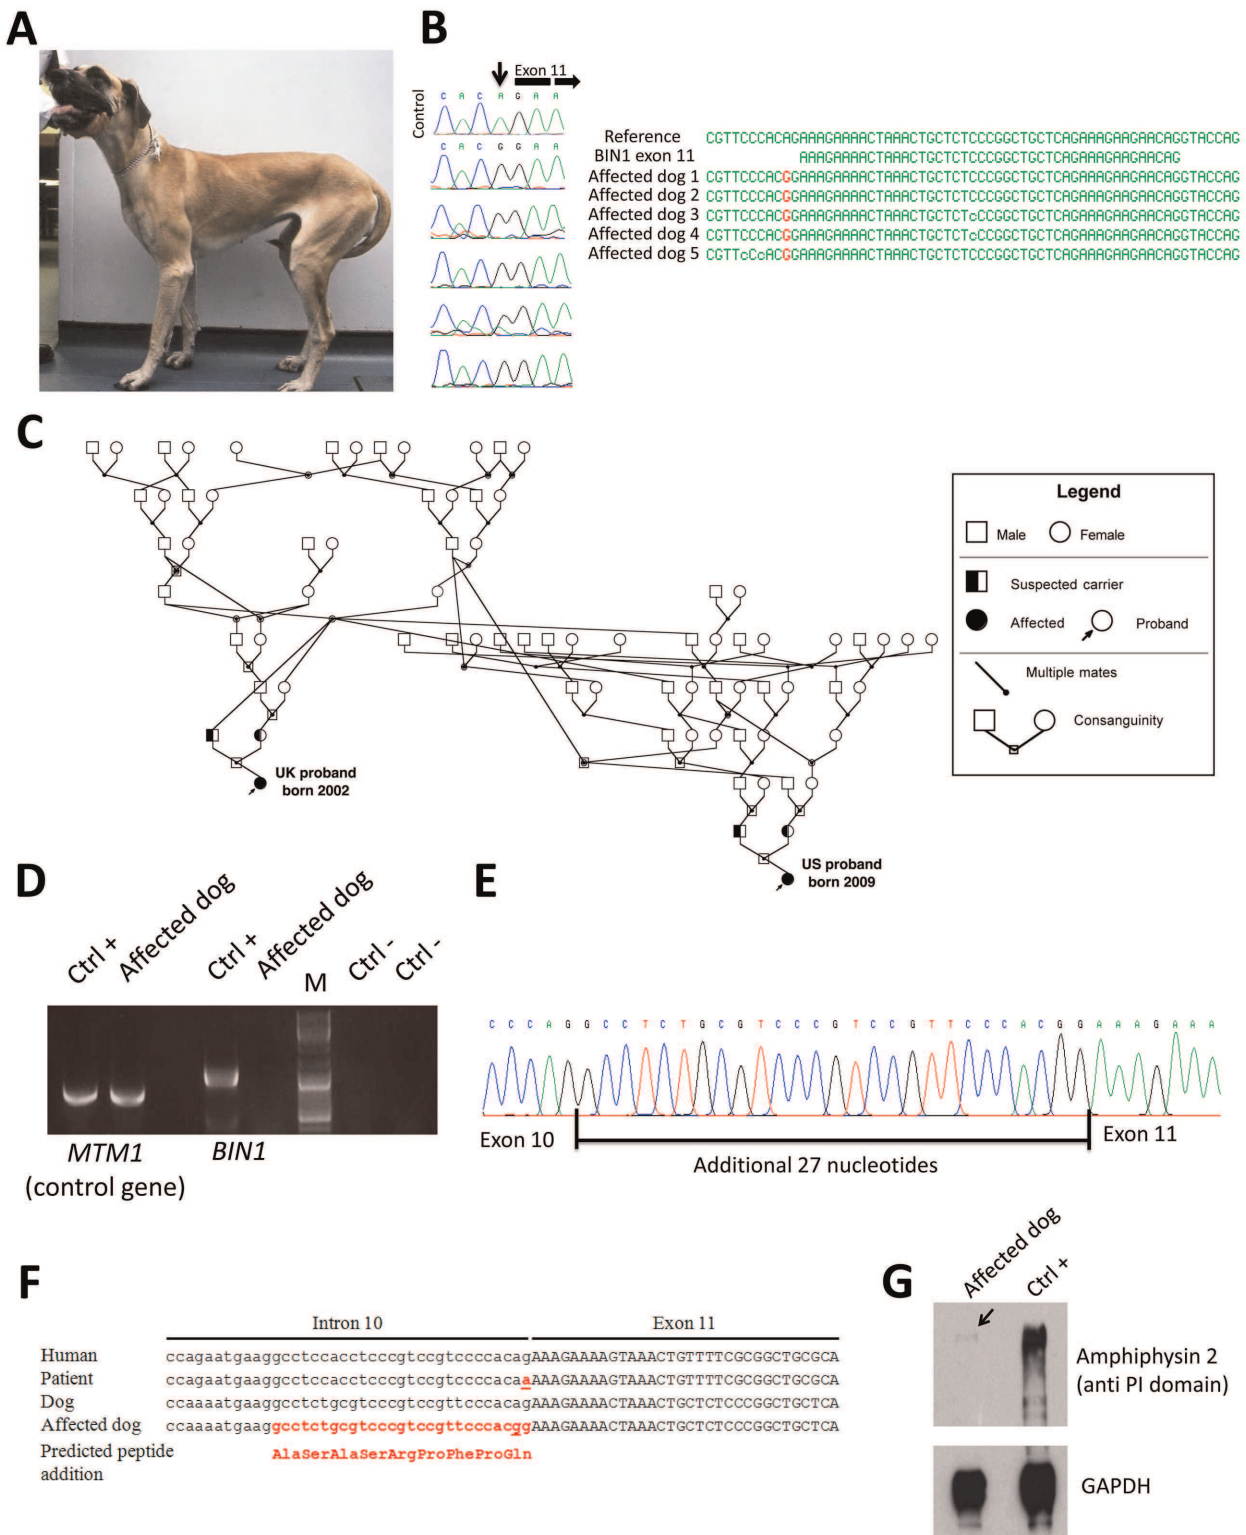 A
B
Exon 11
Control
C A C A G A A
C A C G G A A
Reference CGTTCCCACAGAAAGAAAACTAAACTGCTCTCCCGGCTGCTCAGAAAGAAGAACAGGTACCAG
BIN1 exon 11 AAAGAAAACTAAACTGCTCTCCCGGCTGCTCAGAAAGAAGAACAG
Affected dog 1 CGTTCCCACGGAAAGAAAACTAAACTGCTCTCCCGGCTGCTCAGAAAGAAGAACAGGTACCAG
Affected dog 2 CGTTCCCACGGAAAGAAAACTAAACTGCTCTCCCGGCTGCTCAGAAAGAAGAACAGGTACCAG
Affected dog 3 CGTTCCCACGGAAAGAAAACTAAACTGCTCTcCCGGCTGCTCAGAAAGAAGAACAGGTACCAG
Affected dog 4 CGTTCCCACGGAAAGAAAACTAAACTGCTCTcCCGGCTGCTCAGAAAGAAGAACAGGTACCAG
Affected dog 5 CGTTcCcACGGAAAGAAAACTAAACTGCTCTCCCGGCTGCTCAGAAAGAAGAACAGGTACCAG
C
Legend
Male Female
Suspected carrier
Affected Proband
Multiple mates
Consanguinity
UK proband
born 2002
US proband
born 2009
D
Ctrl +
Affected dog
Ctrl +
Affected dog
M
Ctrl -
Ctrl -
MTM1
(control gene)
BIN1
E
C C C A G G C C T C T G C G T C C C G T C C G T T C C C A C G G A A A G A A A
Exon 10
Exon 11
Additional 27 nucleotides
F
Intron 10 Exon 11
Human ccagaatgaaggcctccacctcccgtccgtccccacagAAAGAAAAGTAAACTGTTTTCGCGGCTGCGCA
Patient ccagaatgaaggcctccacctcccgtccgtccccacaaAAAGAAAAGTAAACTGTTTTCGCGGCTGCGCA
Dog ccaaaatgaaggcctctgcgtcccgtccgttcccacagAAAGAAAACTAAACTGCTCTCCCGGCTGCTCA
Affected dog ccaaaatgaaggcctctgcgtcccgtccgttcccacggAAAGAAAACTAAACTGCTCTCCCGGCTGCTCA
Predicted peptide AlaSerAlaSerArgProPheProGln
addition
G
Affected dog
Ctrl +
Amphiphysin 2
(anti PI domain)
GAPDH